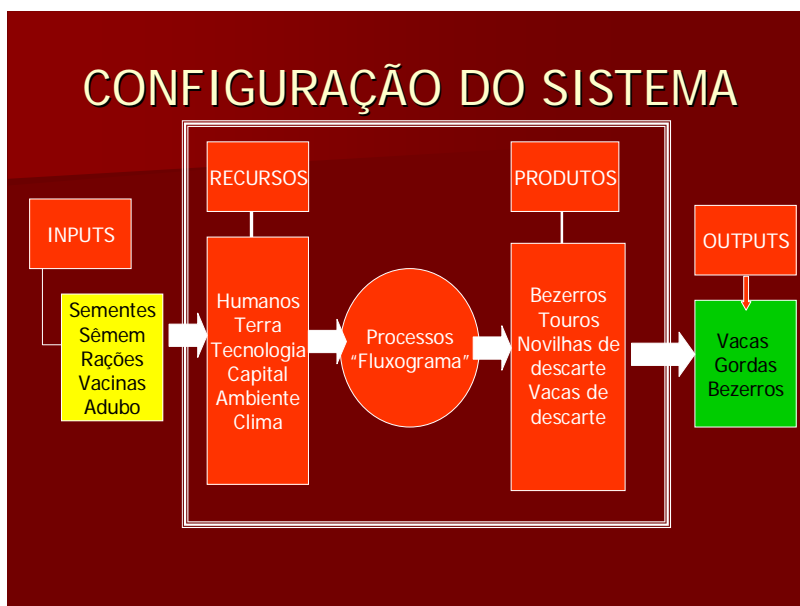 CONFIGURAÇÃO DO SISTEMA
INPUTS
Sementes
Sêmem
Rações
Vacinas
Adubo
RECURSOS
Humanos
Terra
Tecnologia
Capital
Ambiente
Clima
Processos
“Fluxograma”
PRODUTOS
Bezerros
Touros
Novilhas de
descarte
Vacas de
descarte
OUTPUTS
Vacas
Gordas
Bezerros